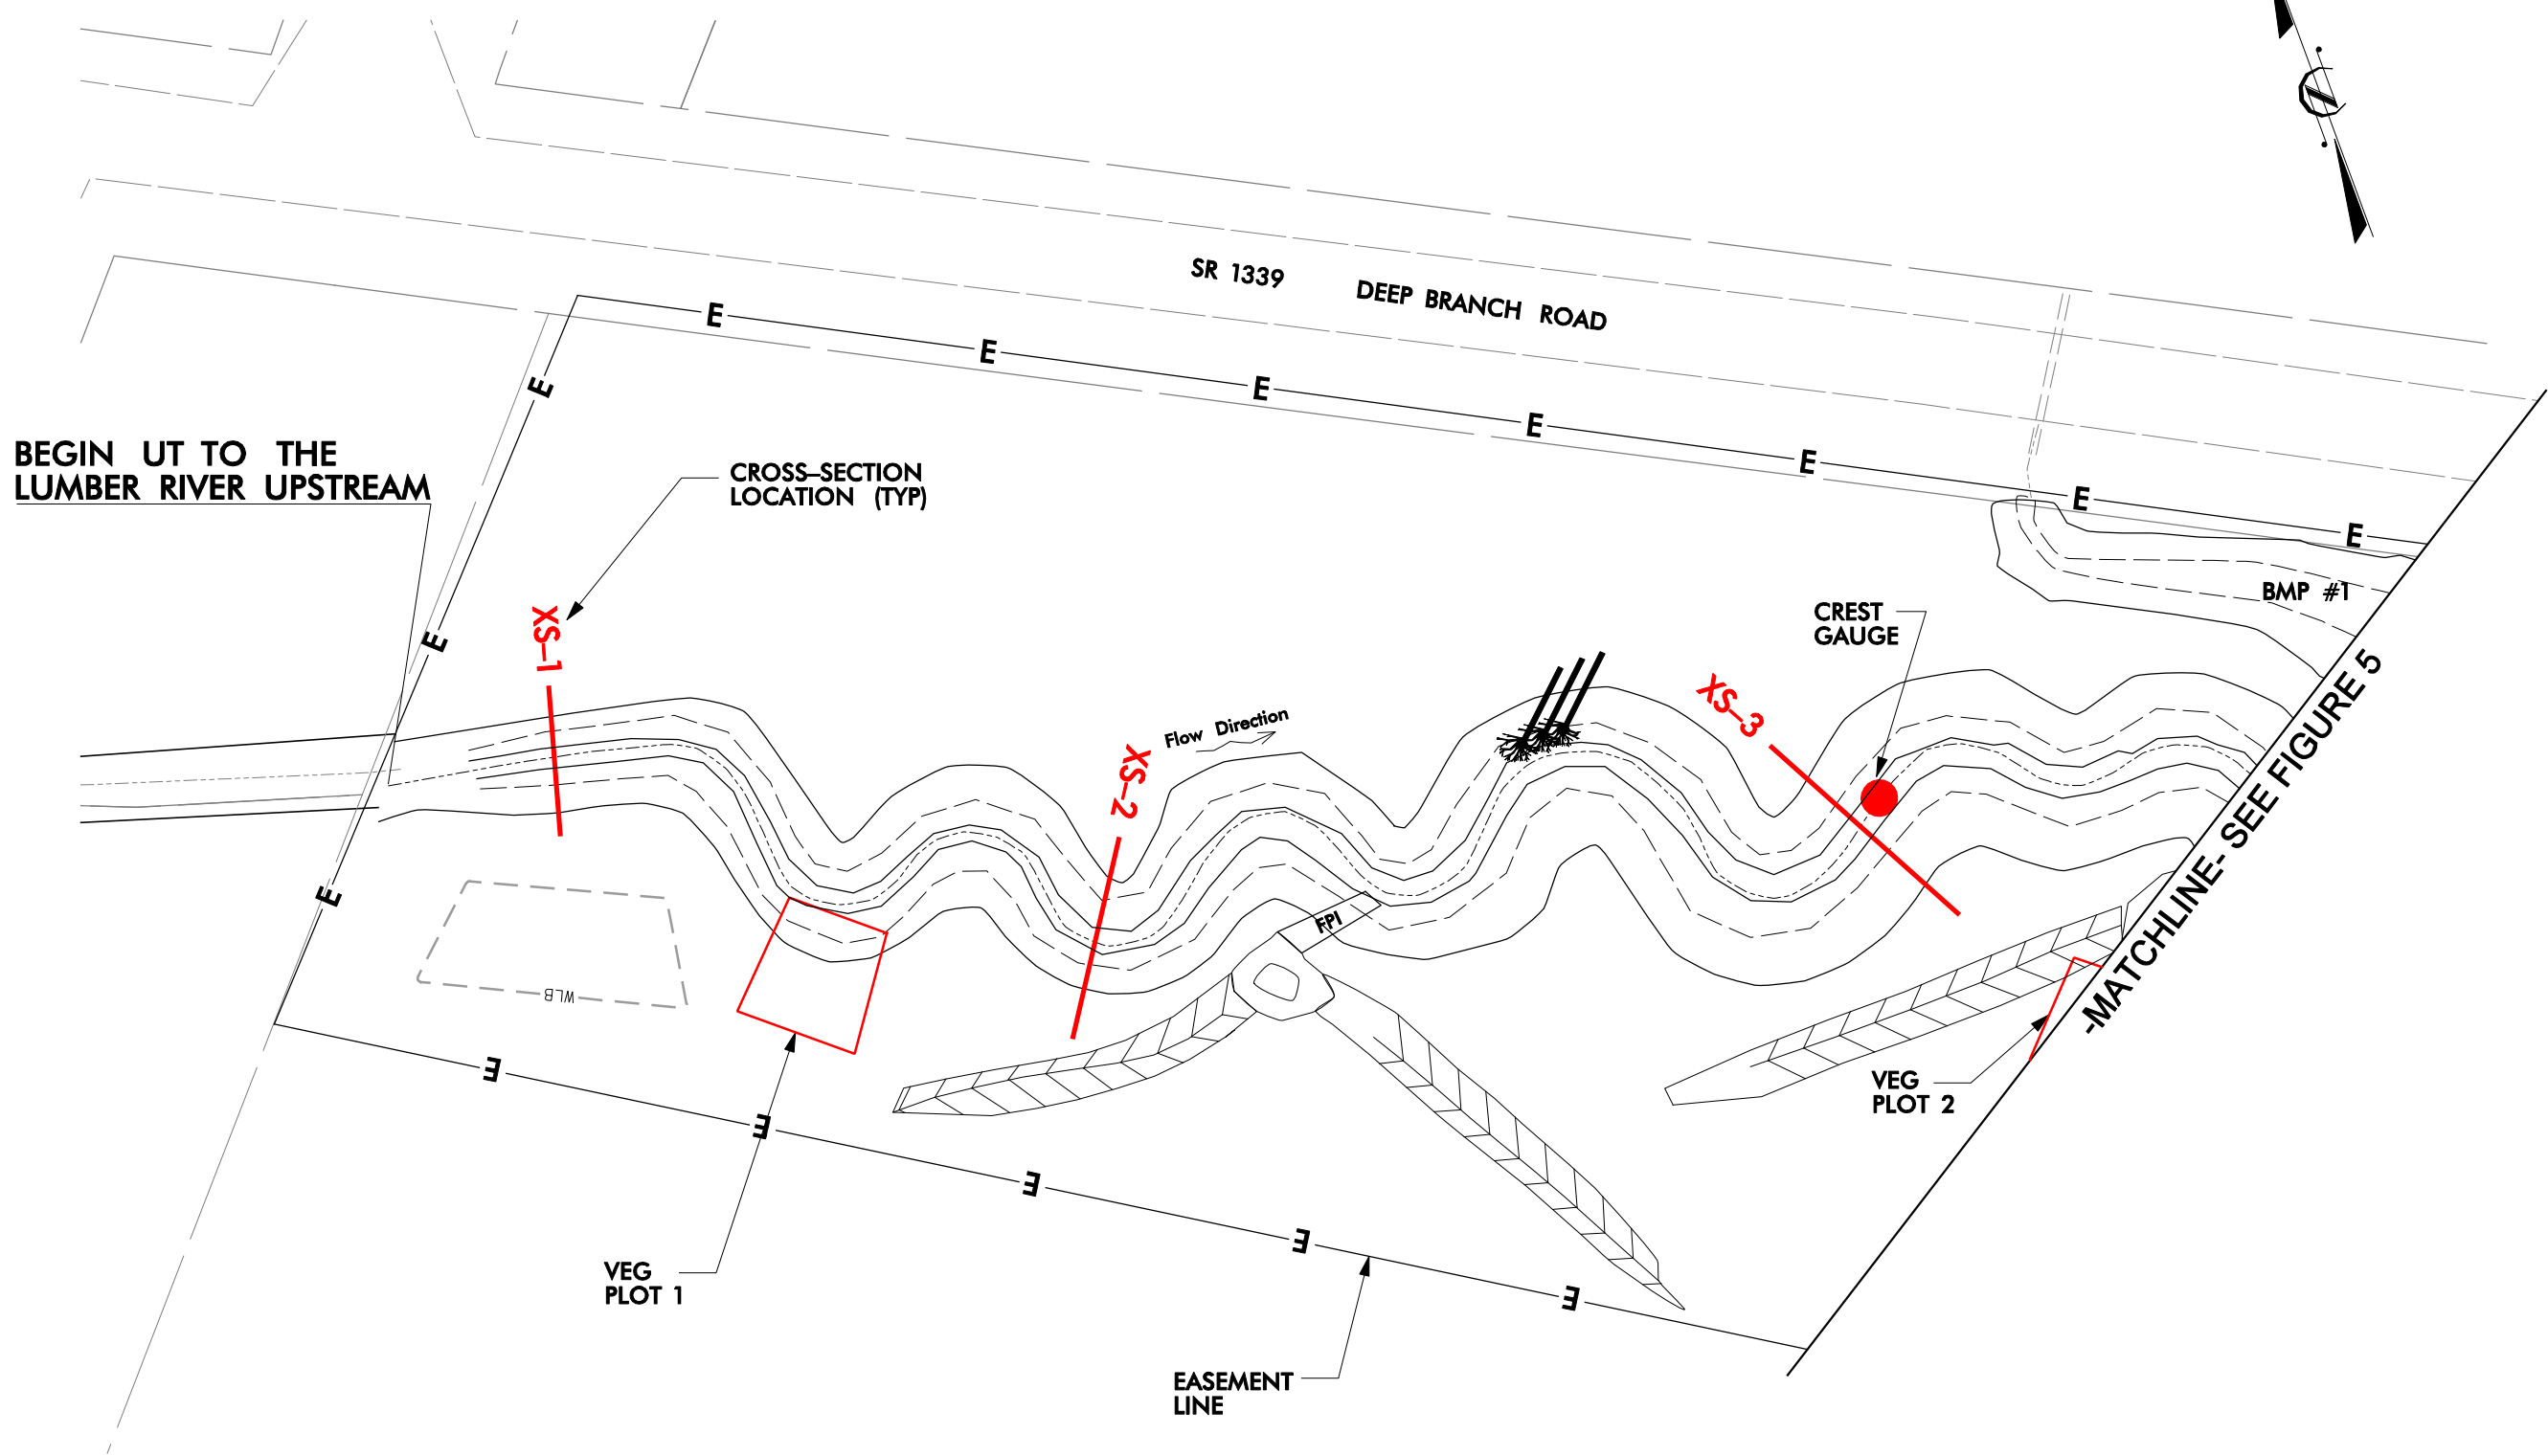 SR 1339 DEEP BRANCH ROAD
E
E
E
E
E
E
E
E
E
E
BEGIN UT TO THE
LUMBER RIVER UPSTREAM
CROSS–SECTION
LOCATION (TYP)
XS–1
XS–2
Flow Direction
XS–3
CREST
GAUGE
BMP #1
-MATCHLINE- SEE FIGURE 5
FPI
WLB
VEG
PLOT 2
E
E
E
E
E
VEG
PLOT 1
EASEMENT
LINE